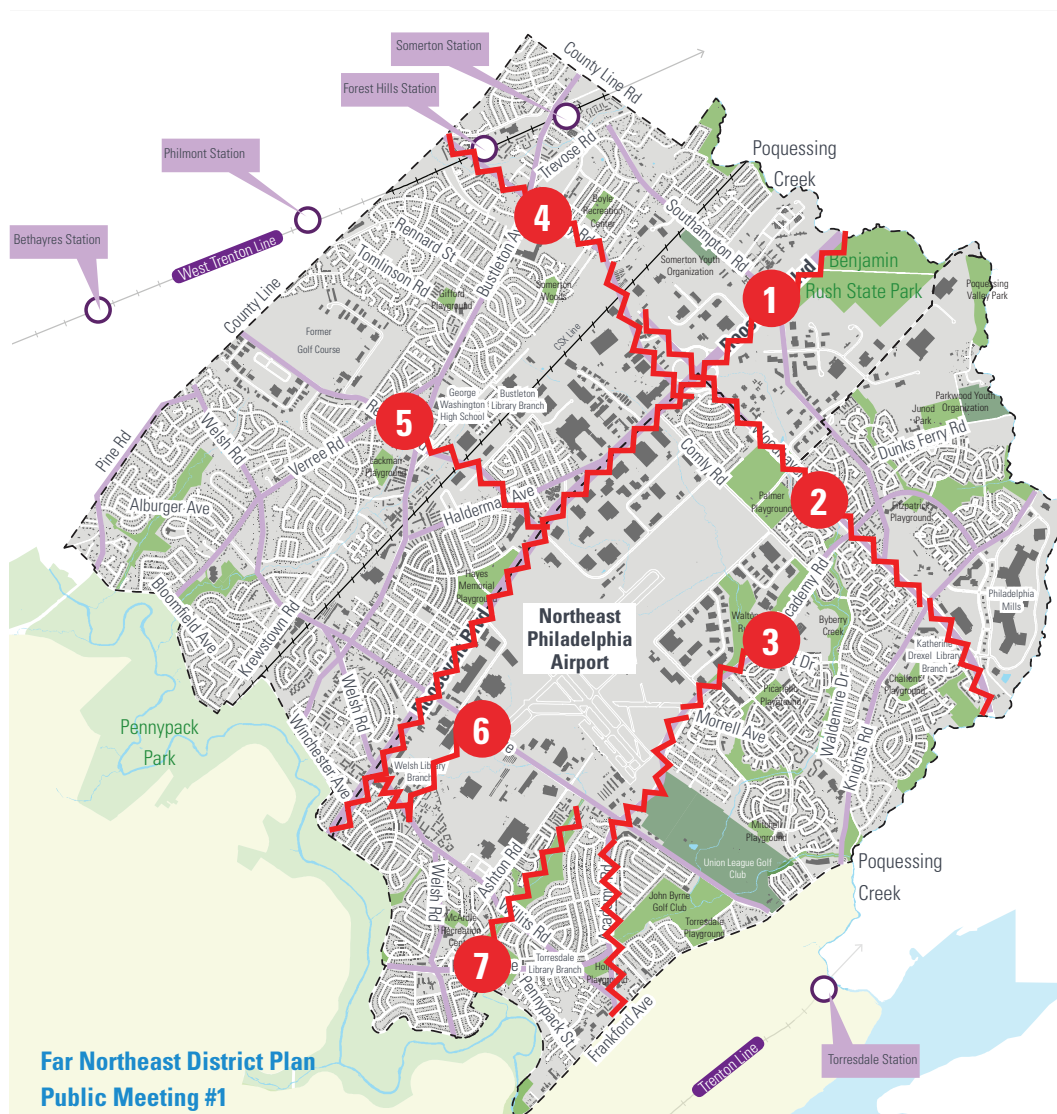 Somerton Station
County Line Rd
Forest Hills Station
Philmont Station
Trevose Rd
Poquessing
Creek
4
Boyle
Recreation
Center
Southampton Rd
Bethayres Station
West Trenton Line
Rennard St
Bustleton
Tomlinson Rd
Somerton Youth
Organization
1
Benjamin
Rush State Park
Poquessing
Valley Park
County Line
Gifford
Playground
Somerton
Woods
Former
Golf Course
CSX Line
George
Washington
High School
Bustleton
Library Branch
Parkwood Youth
Organization
Junod
Park
Pine Rd
Welsh Rd
5
Verree Rd
Dunks Ferry Rd
Comly Rd
2
Palmer
Playground
Fitzpatrick
Playground
Alburger Ave
Haldeman Ave
Hayes
Memorial
Playground
Philadelphia
Mills
Bloomfield Ave
Krewstown Rd
Northeast
Philadelphia
Airport
3
Byberry
Creek
Katherine
Drexel Library
Branch
Chalfont
Playground
Waldemire Dr
Knights Rd
Morrell Ave
Pennypack
Park
Welsh Rd
Winchester Ave
6
Welsh Library
Branch
Mitchell
Playground
Ashton Rd
Union League Golf
Club
Poquessing
Creek
Welsh Rd
John Byrne
Golf Club
Torresdale
Playground
7
Torresdale
Library Branch
Pennypack St
Frankford Ave
Trenton Line
Torresdale Station
Far Northeast District Plan
Public Meeting #1